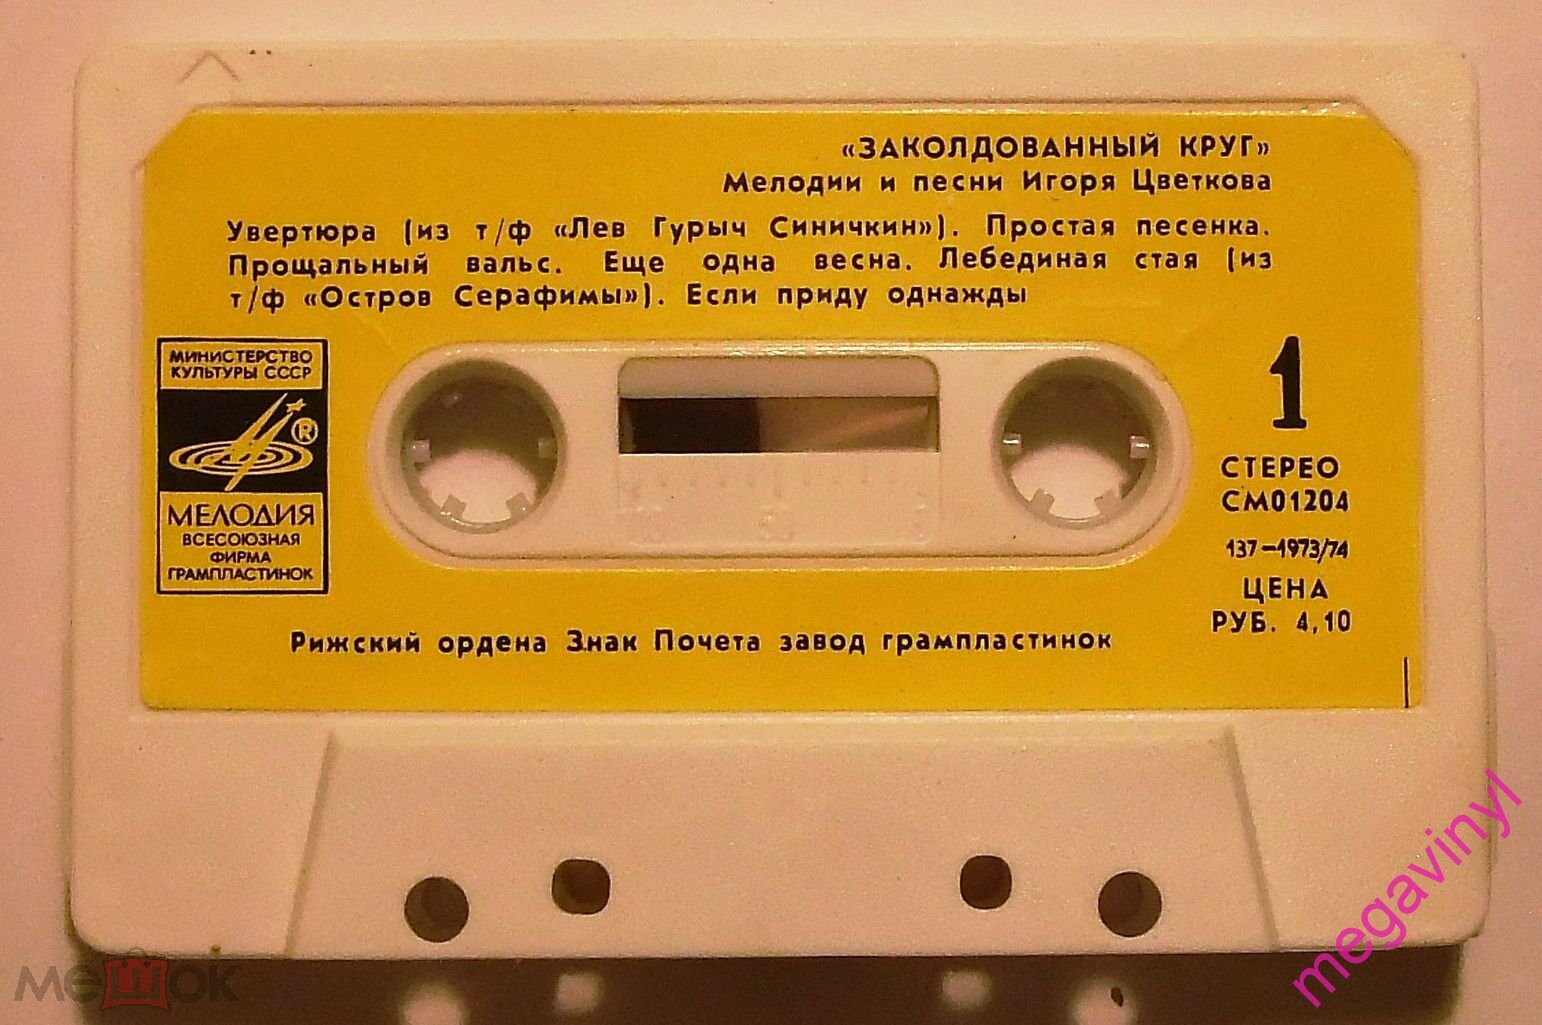 «ЗАКОЛДОВАННЫЙ КРУГ»
Мелодии и песни Игоря Цветкова
Увертюра (из т/ф «Лев Гурыч Синичкин»). Простая песенка.
Прощальный вальс. Еще одна весна. Лебединая стая (из
т/ф «Остров Серафимы»). Если приду однажды
МИНИСТЕРСТВО
КУЛЬТУРЫ СССР
®
МЕЛОДИЯ
ВСЕСОЮЗНАЯ
ФИРМА
ГРАМПЛАСТИНОК
1
СТЕРЕО
СМ01204
137–1973/74
ЦЕНА
РУБ. 4,10
Рижский ордена Знак Почета завод грампластинок
мешок
megavinyl